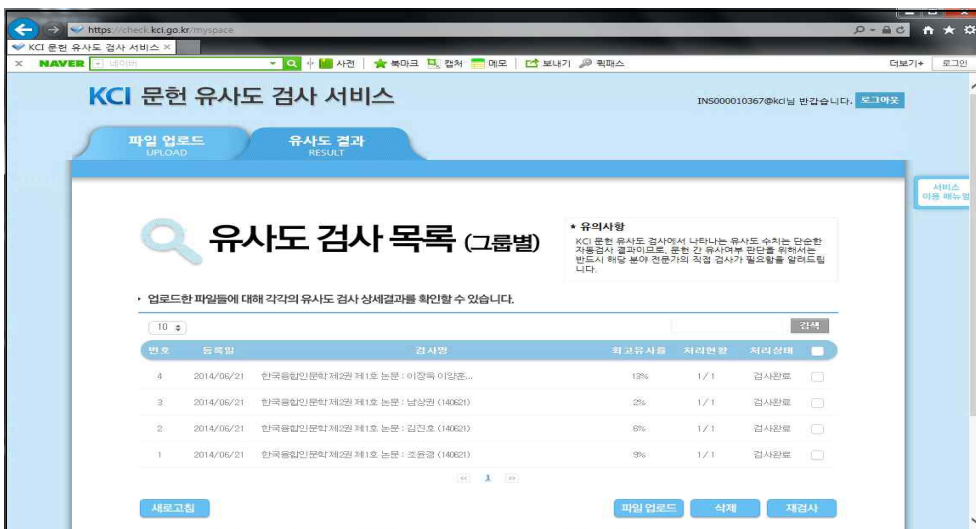 https://check.kci.go.kr/myspace
KCI 문헌 유사도 검사 서비스 ×
× NAVER 네이버 사전 북마크 캡처 메모 보내기 퀵패스 더보기+ 로그인
KCI 문헌 유사도 검사 서비스
INS000010367@kci님 반갑습니다. 로그아웃
파일 업로드 유사도 결과
UPLOAD RESULT
서비스
이용 매뉴얼
유사도 검사 목록 (그룹별)
* 유의사항
KCI 문헌 유사도 검사에서 나타나는 유사도 수치는 단순한
자동검사 결과이므로, 문헌 간 유사여부 판단을 위해서는
반드시 해당 분야 전문가의 직접 검사가 필요함을 알려드립
니다.
업로드한 파일들에 대해 각각의 유사도 검사 상세결과를 확인할 수 있습니다.
10 검색
번호 등록일 검사명 최고유사률 처리현황 처리상태
4 2014/06/21 한국융합인문학 제2권 제1호 논문 : 이장욱 이양훈... 13% 1 / 1 검사완료
3 2014/06/21 한국융합인문학 제2권 제1호 논문 : 남상권 (140621) 2% 1 / 1 검사완료
2 2014/06/21 한국융합인문학 제2권 제1호 논문 : 김진호 (140621) 6% 1 / 1 검사완료
1 2014/06/21 한국융합인문학 제2권 제1호 논문 : 조윤경 (140621) 9% 1 / 1 검사완료
1
새로고침 파일 업로드 삭제 재검사